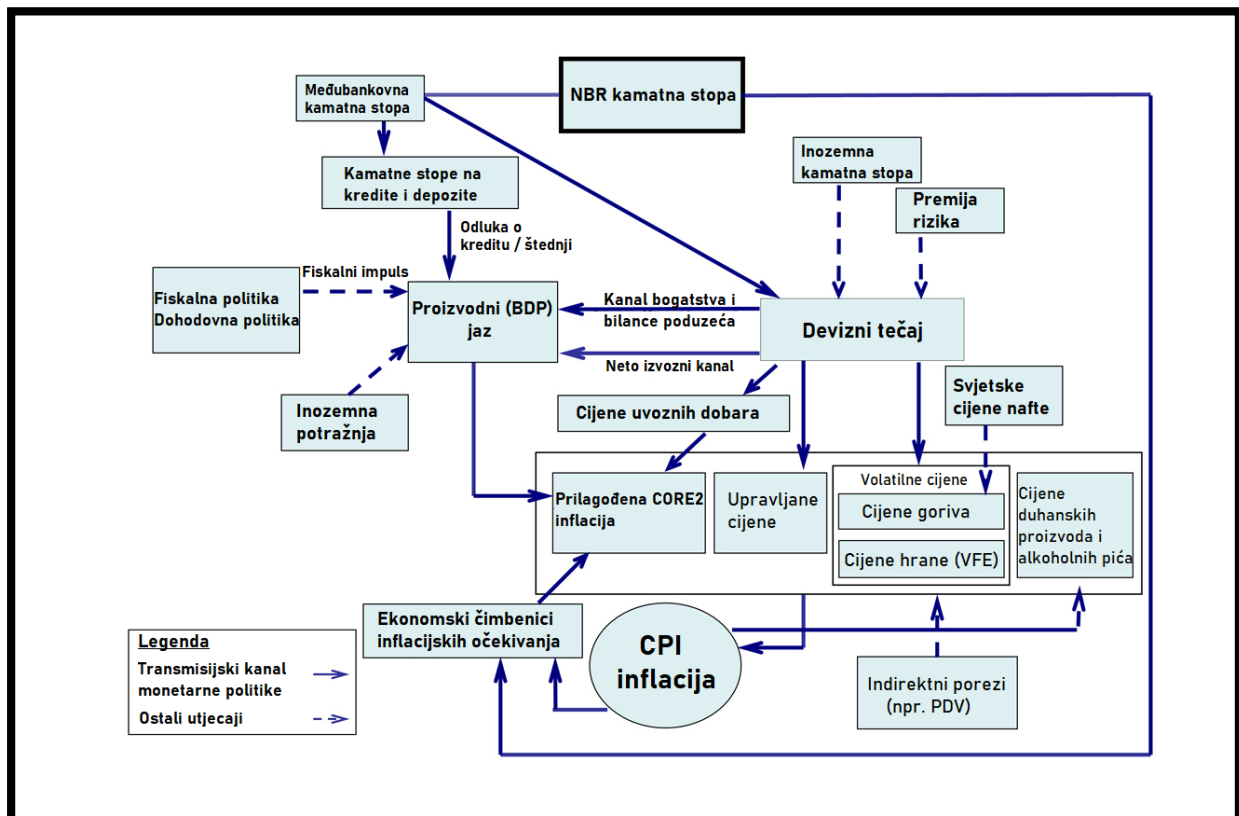 Međubankovna
kamatna stopa
NBR kamatna stopa
Kamatne stope na
kredite i depozite
Inozemna
kamatna stopa
Premija
rizika
Odluka o
kreditu / štednji
Fiskalni impuls
Fiskalna politika
Dohodovna politika
Proizvodni (BDP)
jaz
Kanal bogatstva i
bilance poduzeća
Devizni tečaj
Neto izvozni kanal
Inozemna
potražnja
Cijene uvoznih dobara
Svjetske
cijene nafte
Prilagođena CORE2
inflacija
Upravljane
cijene
Volatilne cijene
Cijene goriva
Cijene hrane (VFE)
Cijene
duhanskih
proizvoda i
alkoholnih pića
Ekonomski čimbenici
inflacijskih očekivanja
CPI
inflacija
Indirektni porezi
(npr. PDV)
Legenda
Transmisijski kanal
monetarne politike
Ostali utjecaji